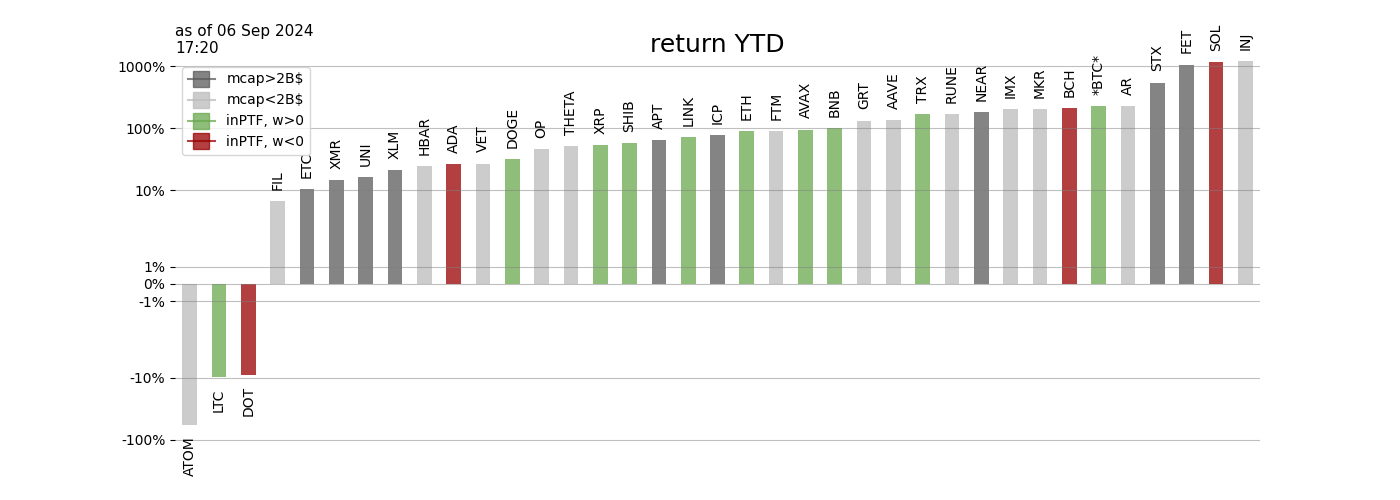 as of 06 Sep 2024
17:20
return YTD
mcap>2B$
mcap<2B$
inPTF, w>0
inPTF, w<0
1000%
100%
10%
1%
0%
-1%
-10%
-100%
ATOM
LTC
DOT
FIL
ETC
XMR
UNI
XLM
HBAR
ADA
VET
DOGE
OP
THETA
XRP
SHIB
APT
LINK
ICP
ETH
FTM
AVAX
BNB
GRT
AAVE
TRX
RUNE
NEAR
IMX
MKR
BCH
*BTC*
AR
STX
FET
SOL
INJ